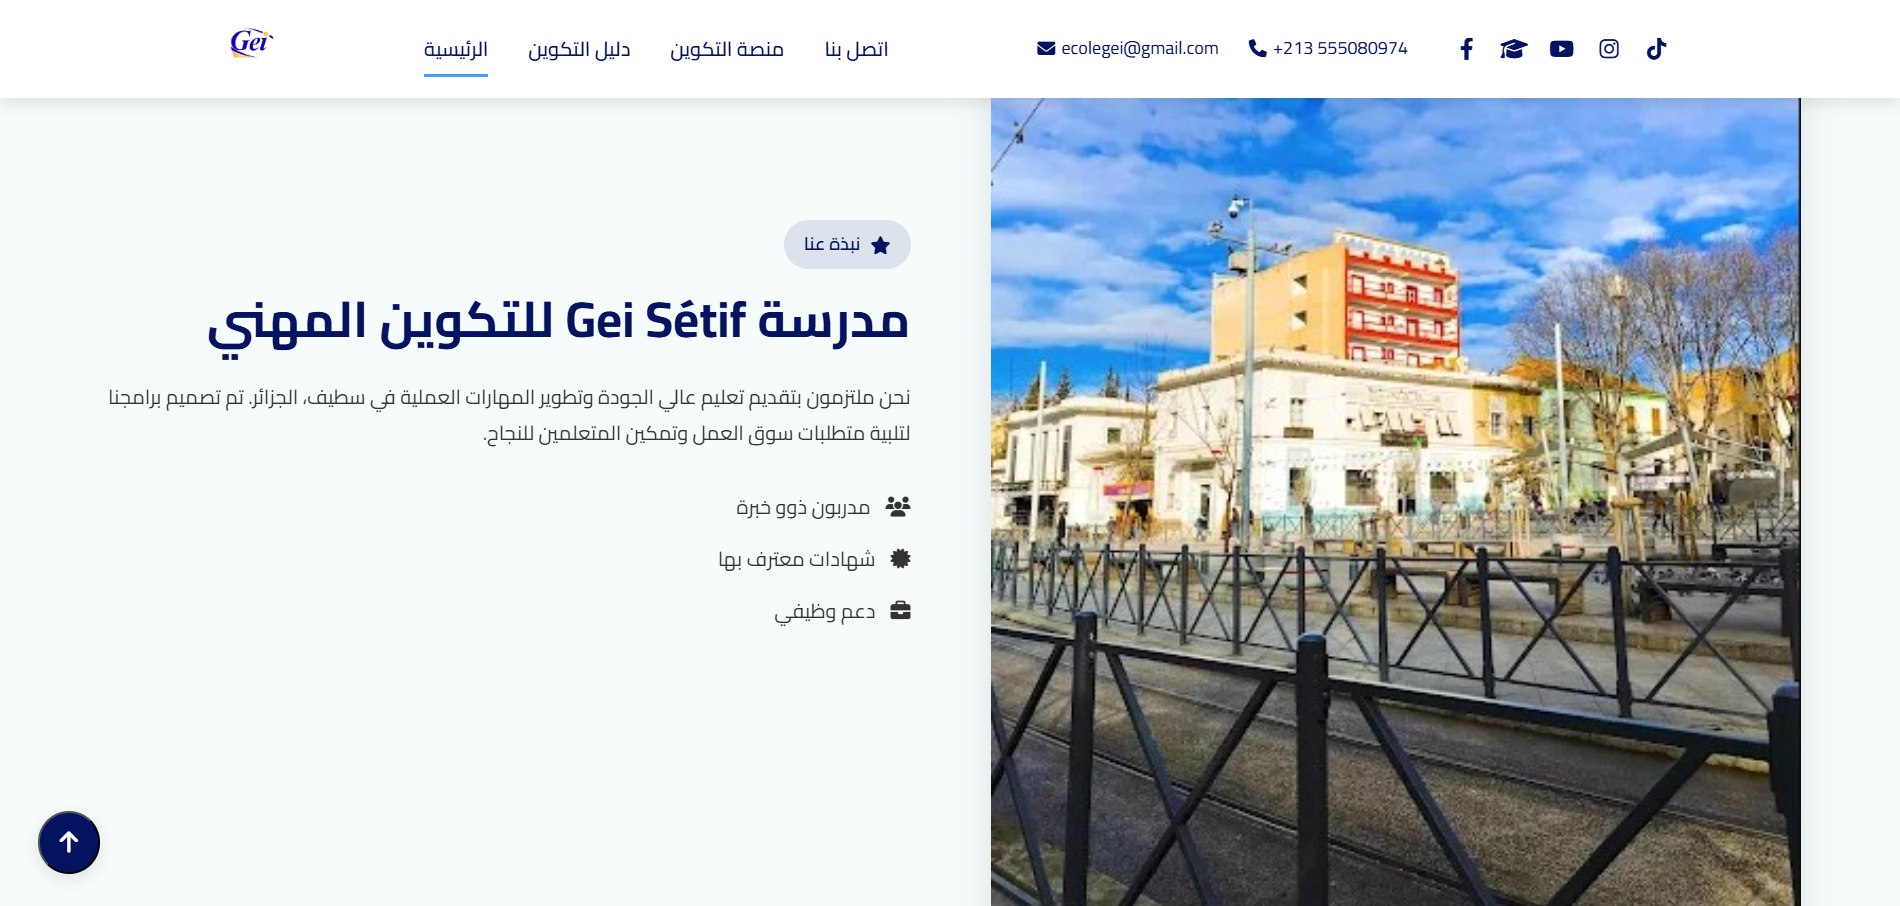 Gei
الرئيسية
دليل التكوين
منصة التكوين
اتصل بنا
ecolegei@gmail.com
+213 555080974
نبذة عنا
مدرسة Gei Sétif للتكوين المهني
نحن ملتزمون بتقديم تعليم عالي الجودة وتطوير المهارات العملية في سطيف، الجزائر. تم تصميم برامجنا
لتلبية متطلبات سوق العمل وتمكين المتعلمين للنجاح.
مدربون ذوو خبرة
شهادات معترف بها
دعم وظيفي